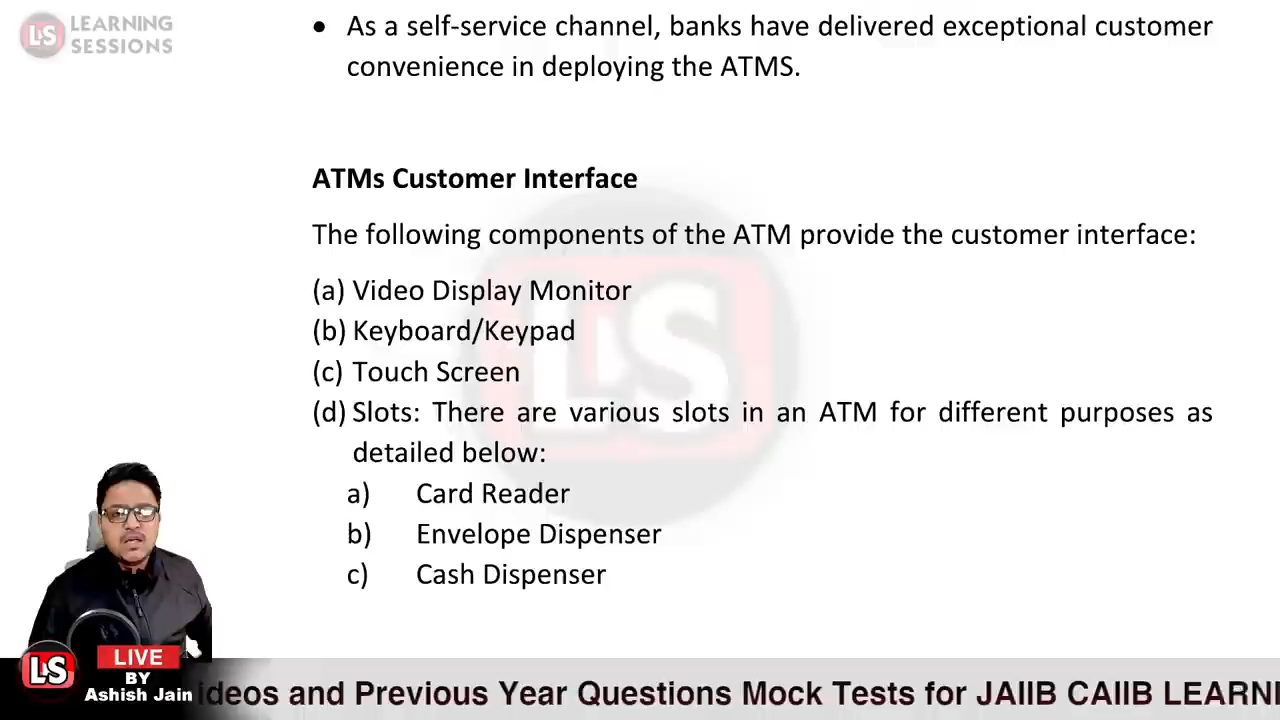 LS LEARNING
SESSIONS
• As a self-service channel, banks have delivered exceptional customer
convenience in deploying the ATMS.
ATMs Customer Interface
The following components of the ATM provide the customer interface:
(a) Video Display Monitor
(b) Keyboard/Keypad
(c) Touch Screen
(d) Slots: There are various slots in an ATM for different purposes as
detailed below:
a) Card Reader
b) Envelope Dispenser
c) Cash Dispenser
LS
LS
LIVE
BY
Ashish Jain
ideos and Previous Year Questions Mock Tests for JAIIB CAIIB LEARNI